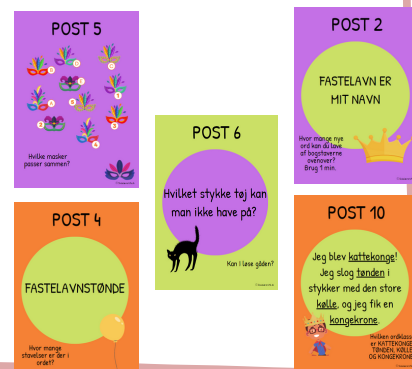 POST 5
Hvilke masker
passer sammen?
POST 2
FASTELAVN ER
MIT NAVN
Hvor mange nye
ord kan du lave
af bogstaverne
ovenover?
Brug 1 min.
POST 6
Hvilket stykke tøj kan
man ikke have på?
Kan I løse gåden?
POST 4
FASTELAVNSTØNDE
Hvor mange
stavelser er der i
ordet?
POST 10
Jeg blev kattekonge!
Jeg slog tønden i
stykker med den store
kølle, og jeg fik en
kongekrone.
Hvilken ordklasse
er KATTEKONGE,
TØNDEN, KØLLE
OG KONGEKRONE